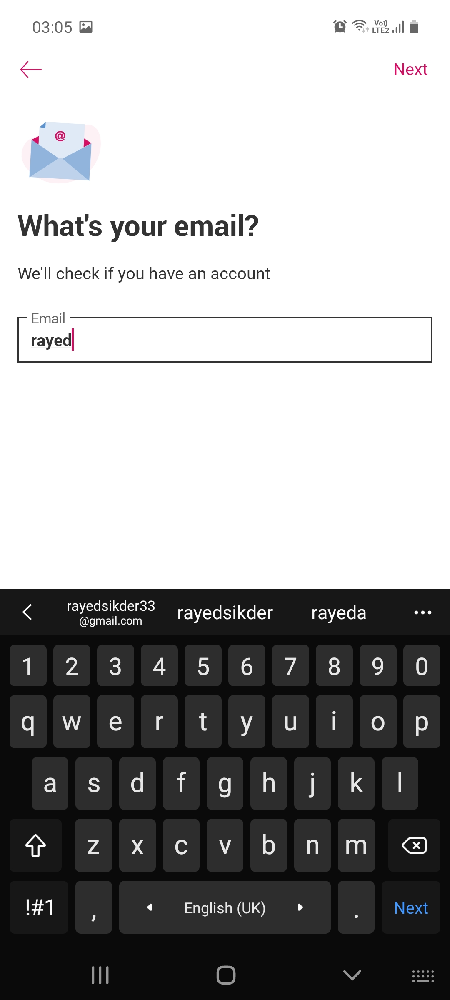 03:05 Vo)) LTE2
Next
@
What's your email?
We'll check if you have an account
Email
rayed
rayedsikder33
@gmail.com
rayedsikder
rayeda
1 2 3 4 5 6 7 8 9 0
q w e r t y u i o p
a s d f g h j k l
z x c v b n m
!#1 , English (UK) . Next